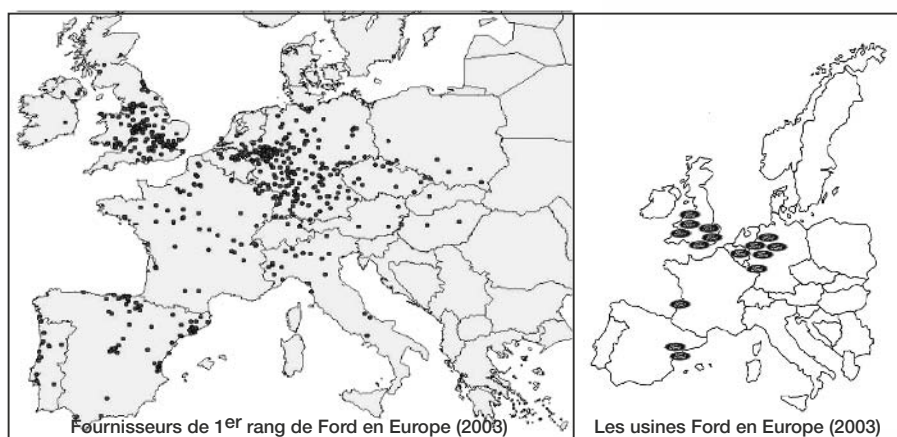 Fournisseurs de 1er rang de Ford en Europe (2003)
Les usines Ford en Europe (2003)